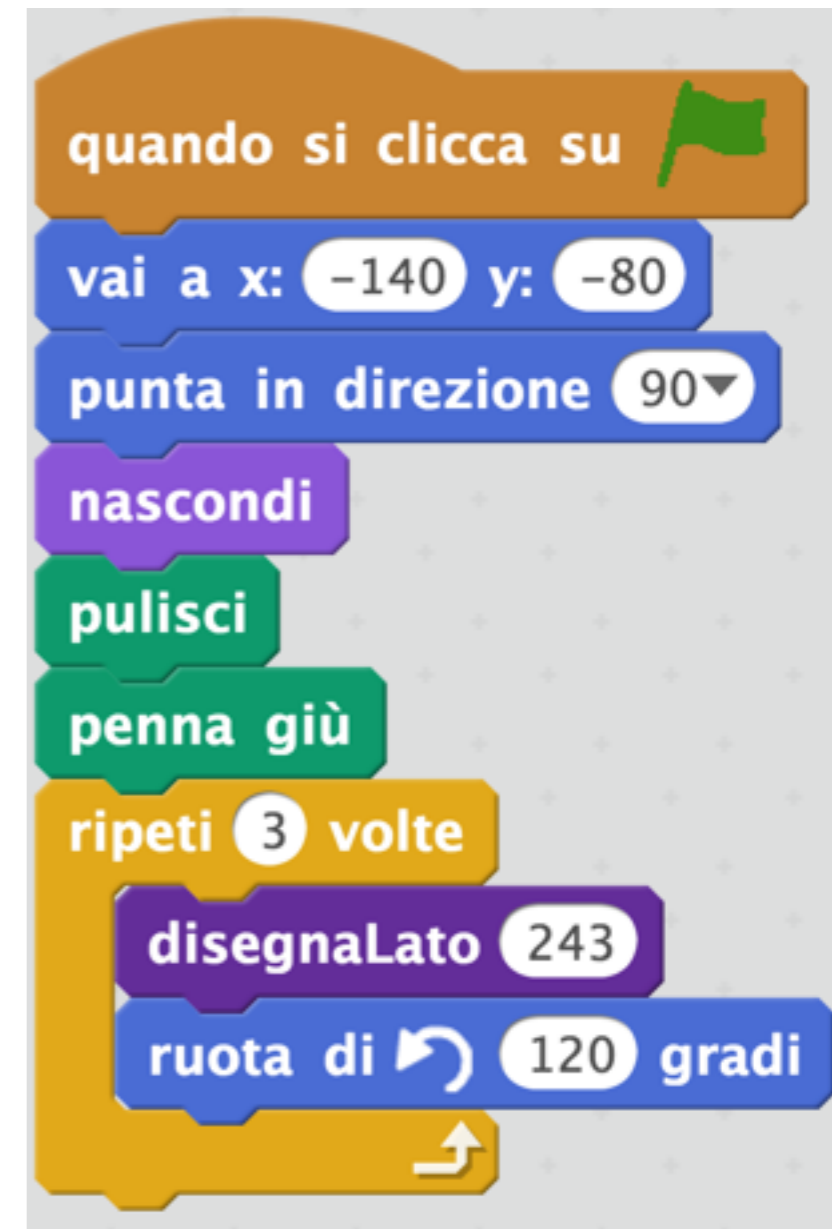 quando si clicca su
vai a x: -140 y: -80
punta in direzione 90
nascondi
pulisci
penna giù
ripeti 3 volte
disegnaLato 243
ruota di 120 gradi